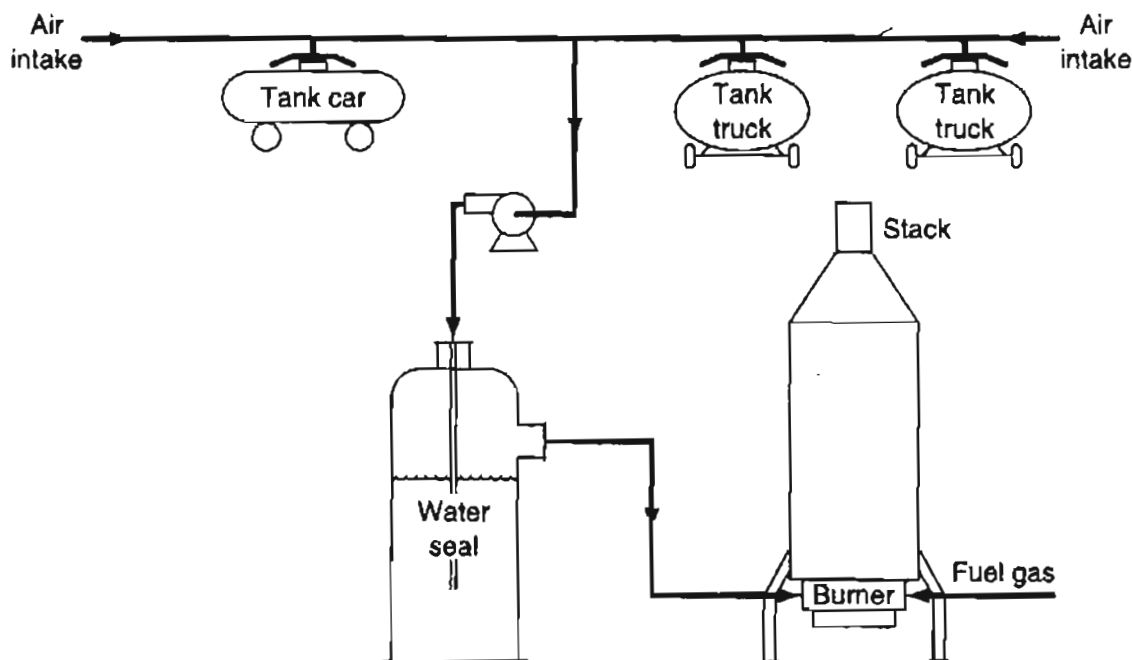 Air
intake
Air
intake
Tank car
Tank
truck
Tank
truck
Stack
Water
seal
Fuel gas
Burner